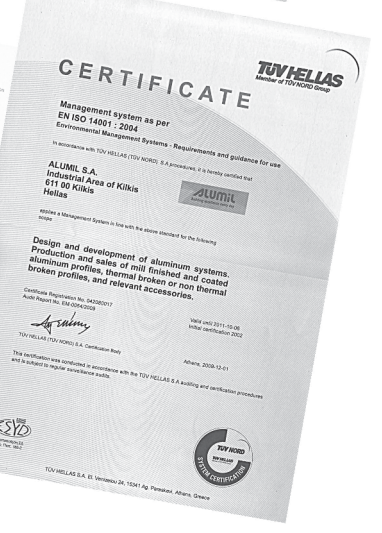 TÜV HELLAS
Member of TÜV NORD Group
CERTIFICATE
Management system as per
EN ISO 14001 : 2004
Environmental Management Systems - Requirements and guidance for use
In accordance with TÜV HELLAS (TÜV NORD) S.A. procedures, it is hereby certified that
ALUMIL S.A.
Industrial Area of Kilkis
611 00 Kilkis
Hellas
ALUMIL
applies a Management System in line with the above standard for the following
scope
Design and development of aluminum systems.
Production and sales of mill finished and coated
aluminum profiles, thermal broken or non thermal
broken profiles, and relevant accessories.
Certificate Registration No. 042080017
Audit Report No. EM-0054/2009
Valid until 2011-10-06
Initial certification 2002
TÜV HELLAS (TÜV NORD) S.A. Certification Body
Athens, 2009-12-01
This certification was conducted in accordance with the TÜV HELLAS S.A auditing and certification procedures
and is subject to regular surveillance audits.
ESYD
TÜV NORD
TÜV HELLAS
SYSTEM CERTIFICATION
TÜV HELLAS S.A. El. Venizelou 24, 15341 Ag. Paraskevi, Athens, Greece